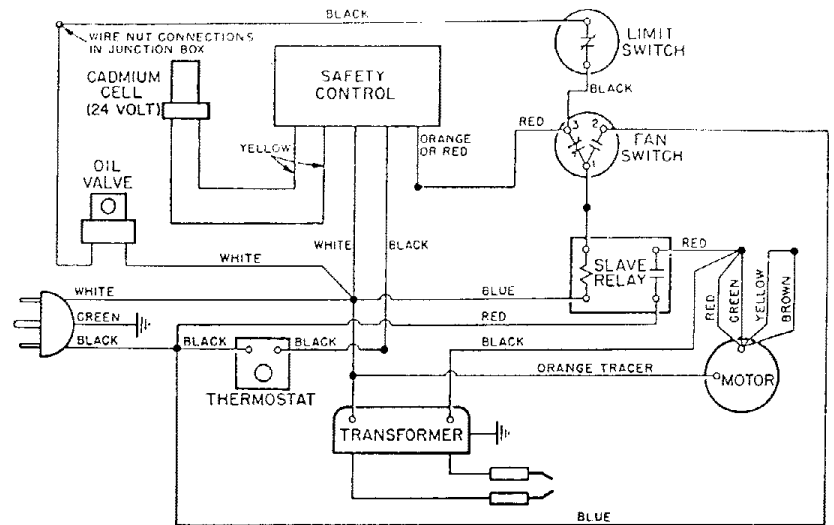 BLACK
WIRE NUT CONNECTIONS
IN JUNCTION BOX
LIMIT
SWITCH
CADMIUM
CELL
(24 VOLT)
SAFETY
CONTROL
BLACK
RED
3
2
1
FAN
SWITCH
YELLOW
ORANGE
OR RED
OIL
VALVE
WHITE
WHITE
BLACK
RED
SLAVE
RELAY
WHITE
BLUE
GREEN
RED
RED
GREEN
YELLOW
BROWN
BLACK
BLACK
BLACK
BLACK
THERMOSTAT
ORANGE TRACER
MOTOR
TRANSFORMER
BLUE